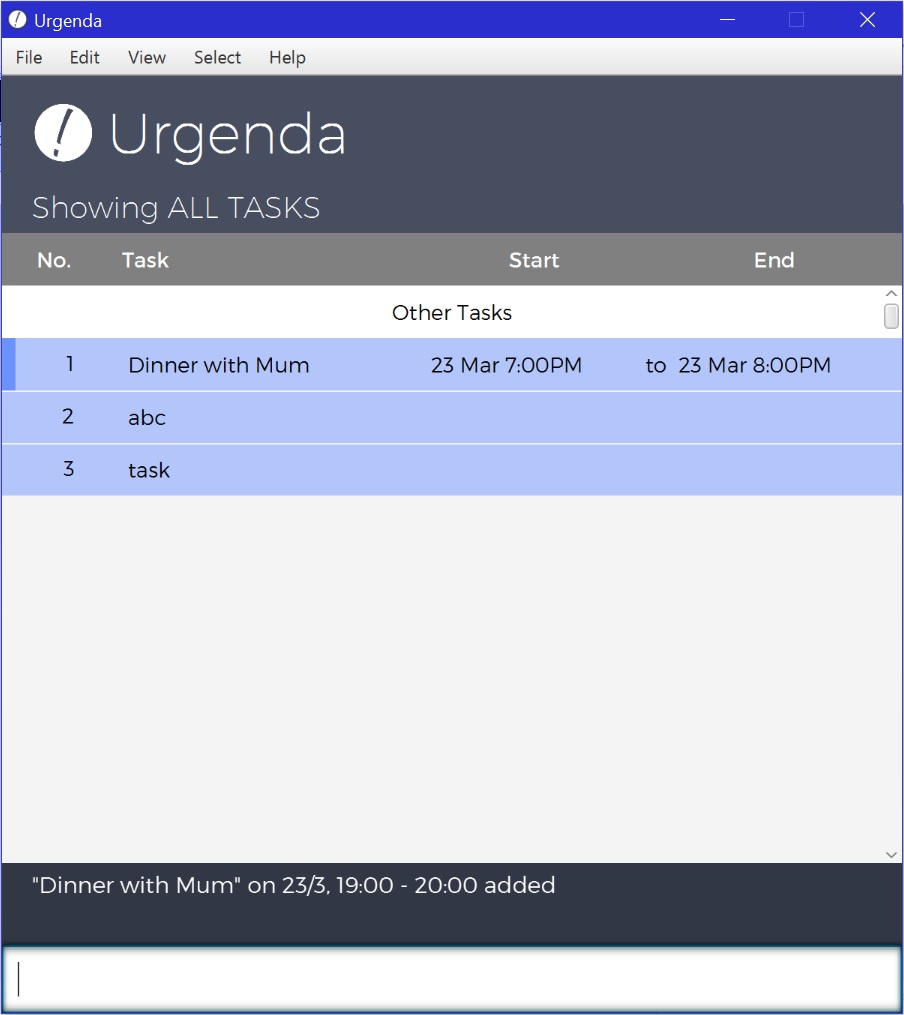 Urgenda
File Edit View Select Help
Urgenda
Showing ALL TASKS
No. Task Start End
Other Tasks
1 Dinner with Mum 23 Mar 7:00PM to 23 Mar 8:00PM
2 abc
3 task
"Dinner with Mum" on 23/3, 19:00 - 20:00 added